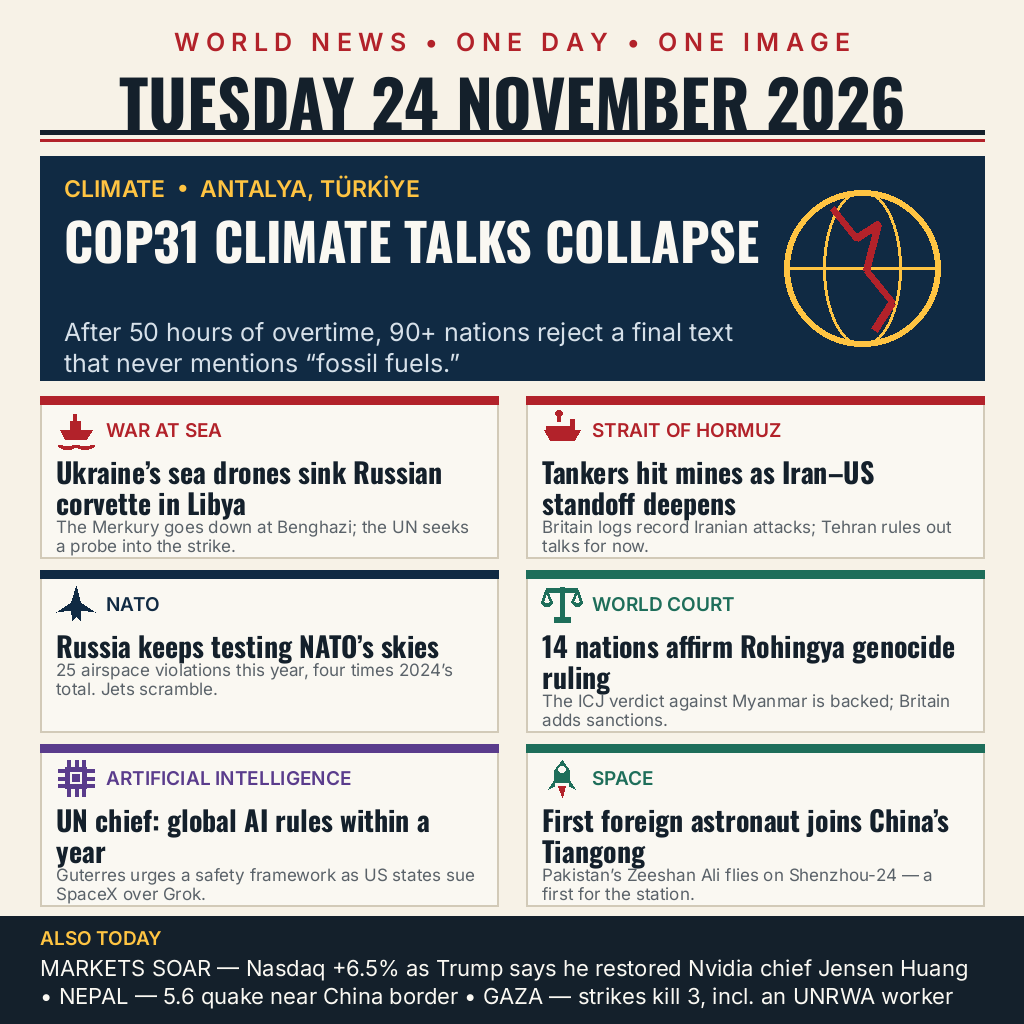 WORLD NEWS • ONE DAY • ONE IMAGE
TUESDAY 24 NOVEMBER 2026
CLIMATE • ANTALYA, TÜRKİYE
COP31 CLIMATE TALKS COLLAPSE
After 50 hours of overtime, 90+ nations reject a final text
that never mentions “fossil fuels.”
WAR AT SEA
Ukraine’s sea drones sink Russian
corvette in Libya
The Merkury goes down at Benghazi; the UN seeks
a probe into the strike.
STRAIT OF HORMUZ
Tankers hit mines as Iran–US
standoff deepens
Britain logs record Iranian attacks; Tehran rules out
talks for now.
NATO
Russia keeps testing NATO’s skies
25 airspace violations this year, four times 2024’s
total. Jets scramble.
WORLD COURT
14 nations affirm Rohingya genocide
ruling
The ICJ verdict against Myanmar is backed; Britain
adds sanctions.
ARTIFICIAL INTELLIGENCE
UN chief: global AI rules within a
year
Guterres urges a safety framework as US states sue
SpaceX over Grok.
SPACE
First foreign astronaut joins China’s
Tiangong
Pakistan’s Zeeshan Ali flies on Shenzhou-24 — a
first for the station.
ALSO TODAY
MARKETS SOAR — Nasdaq +6.5% as Trump says he restored Nvidia chief Jensen Huang
• NEPAL — 5.6 quake near China border • GAZA — strikes kill 3, incl. an UNRWA worker